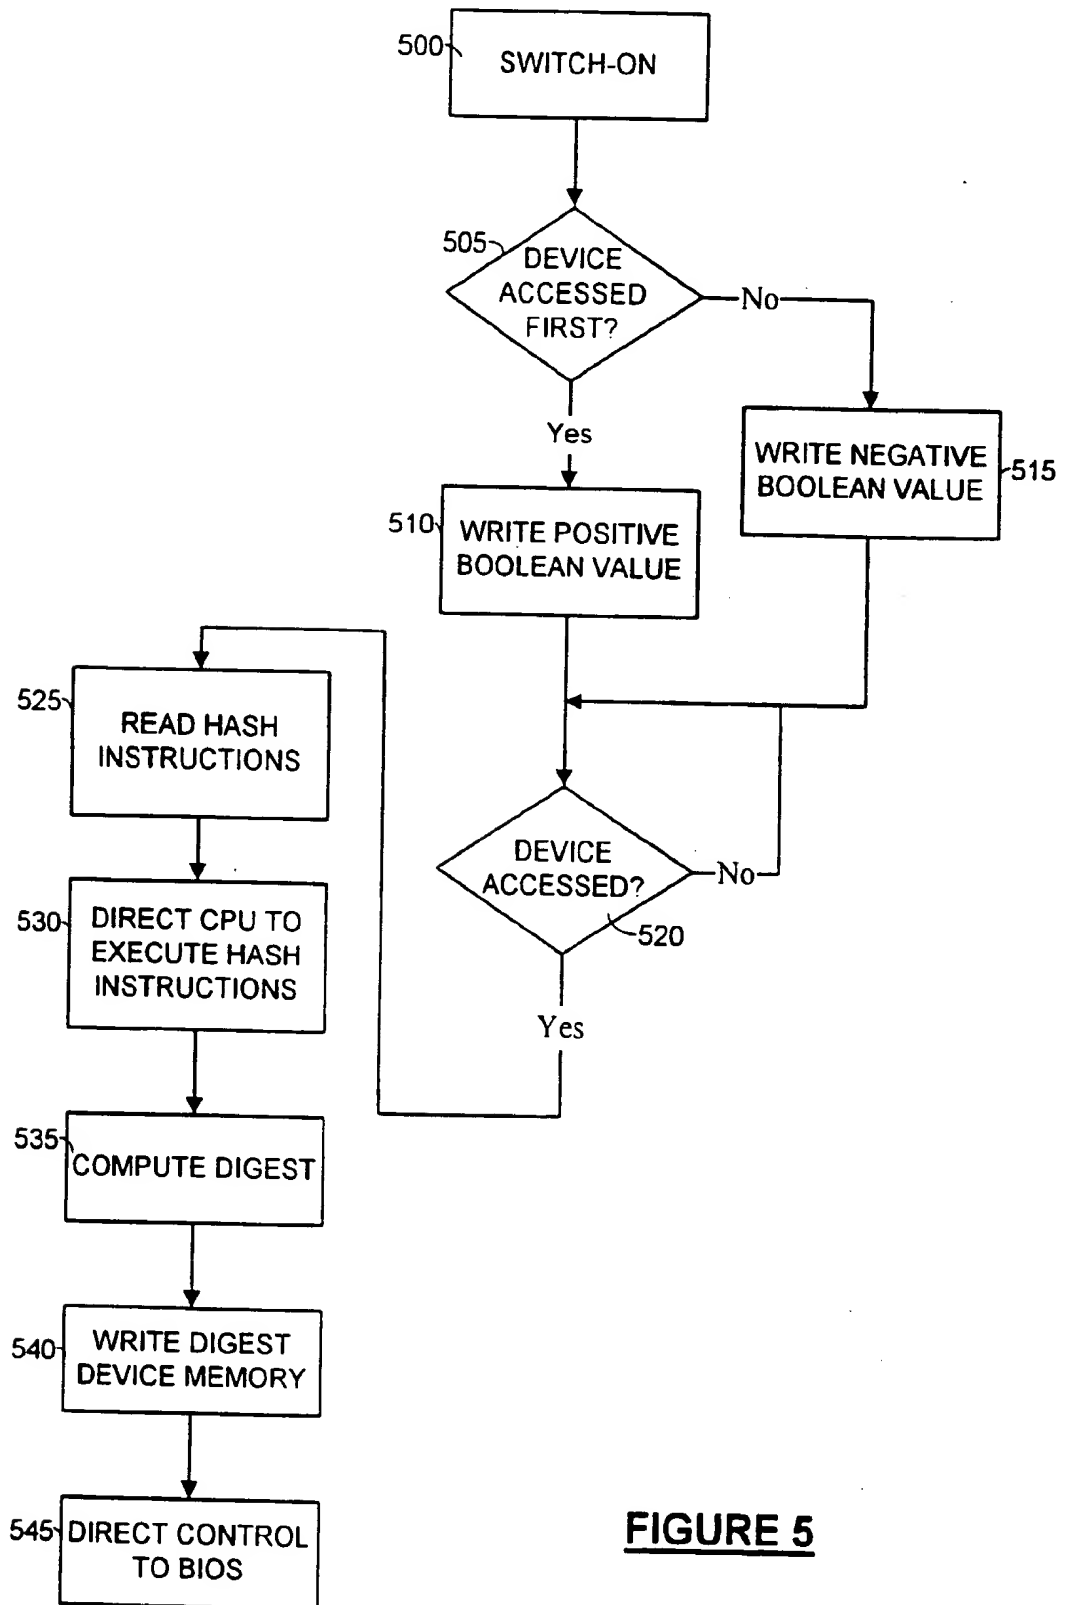 500
SWITCH-ON
505
DEVICE
ACCESSED
FIRST?
No
Yes
WRITE NEGATIVE
BOOLEAN VALUE
515
510
WRITE POSITIVE
BOOLEAN VALUE
525
READ HASH
INSTRUCTIONS
DEVICE
ACCESSED?
No
520
Yes
530
DIRECT CPU TO
EXECUTE HASH
INSTRUCTIONS
535
COMPUTE DIGEST
540
WRITE DIGEST
DEVICE MEMORY
545
DIRECT CONTROL
TO BIOS
FIGURE 5